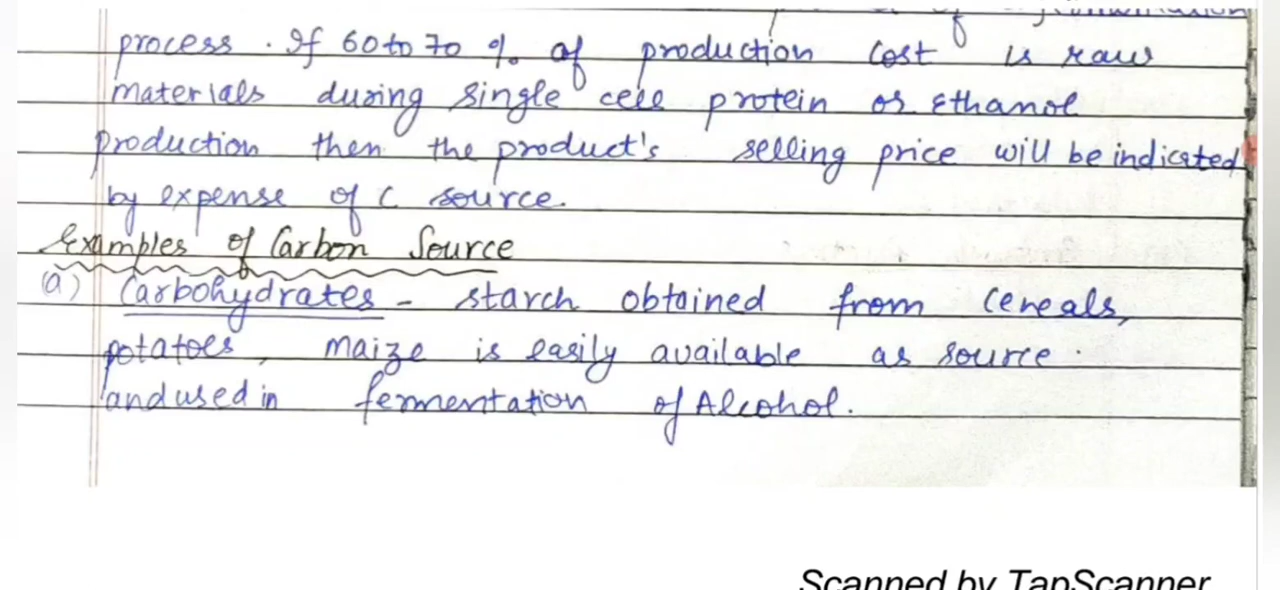 process. If 60 to 70 % of production cost is raw
materials during single cell protein or Ethanol
production then the product's selling price will be indicated
by expense of C source.
Examples of Carbon Source
(a) Carbohydrates - starch obtained from cereals,
potatoes, maize is easily available as source.
and used in fermentation of Alcohol.
Scanned by TapScanner